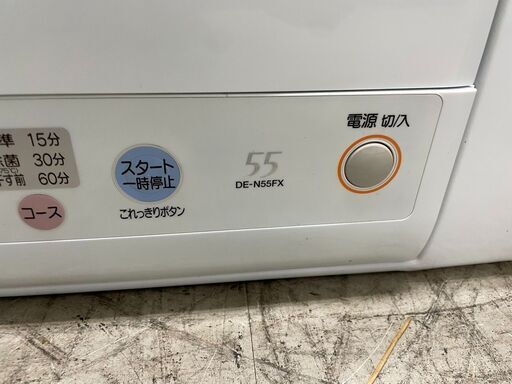 準 15分
菌 30分
干す前 60分
コース
スタート
一時停止
これっきりボタン
55
DE-N55FX
電源 切/入